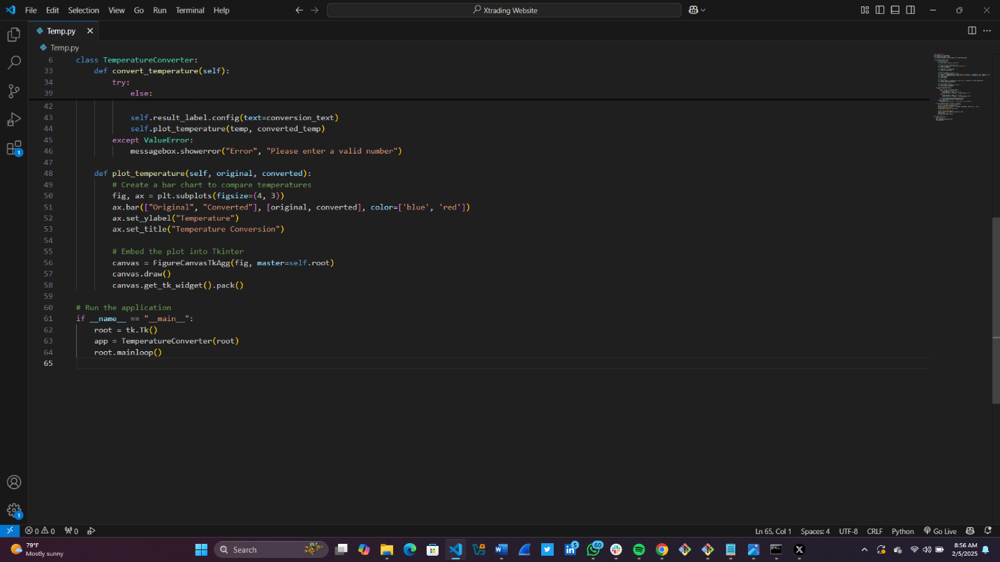 File Edit Selection View Go Run Terminal Help
Xtrading Website
Temp.py
Temp.py
6 class TemperatureConverter:
33 def convert_temperature(self):
34 try:
39 else:
42
43 self.result_label.config(text=conversion_text)
44 self.plot_temperature(temp, converted_temp)
45 except ValueError:
46 messagebox.showerror("Error", "Please enter a valid number")
47
48 def plot_temperature(self, original, converted):
49 # Create a bar chart to compare temperatures
50 fig, ax = plt.subplots(figsize=(4, 3))
51 ax.bar(["Original", "Converted"], [original, converted], color=['blue', 'red'])
52 ax.set_ylabel("Temperature")
53 ax.set_title("Temperature Conversion")
54
55 # Embed the plot into Tkinter
56 canvas = FigureCanvasTkAgg(fig, master=self.root)
57 canvas.draw()
58 canvas.get_tk_widget().pack()
59
60 # Run the application
61 if __name__ == "__main__":
62 root = tk.Tk()
63 app = TemperatureConverter(root)
64 root.mainloop()
65
1
1
0 0 0
Ln 65, Col 1 Spaces: 4 UTF-8 CRLF Python Go Live
79°F
Mostly sunny
Search
5
60
8:56 AM
2/5/2025